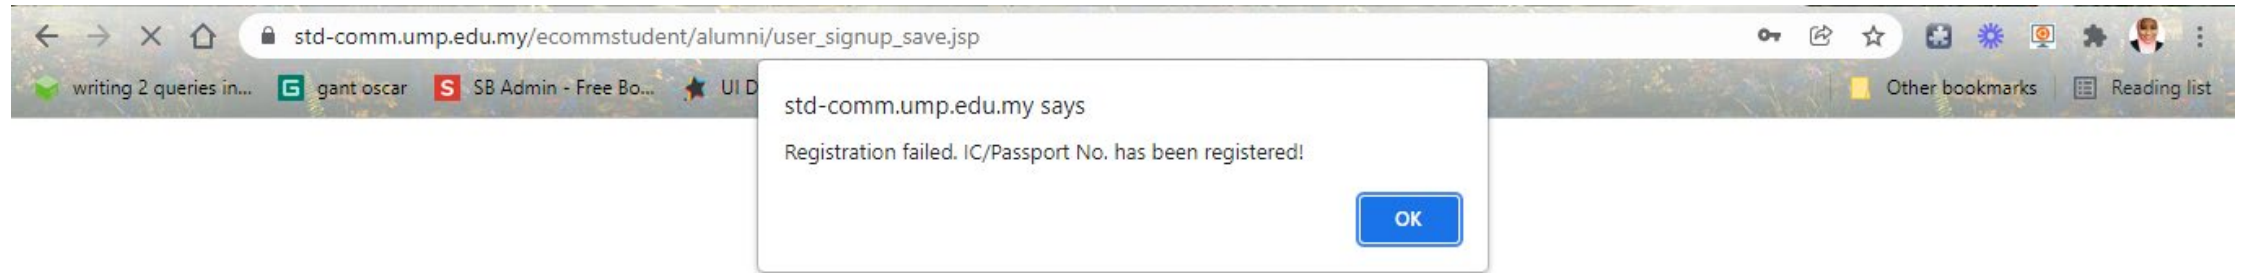 std-comm.ump.edu.my/ecommstudent/alumni/user_signup_save.jsp
writing 2 queries in... G gant oscar S SB Admin - Free Bo... UI D Other bookmarks Reading list
std-comm.ump.edu.my says
Registration failed. IC/Passport No. has been registered!
OK